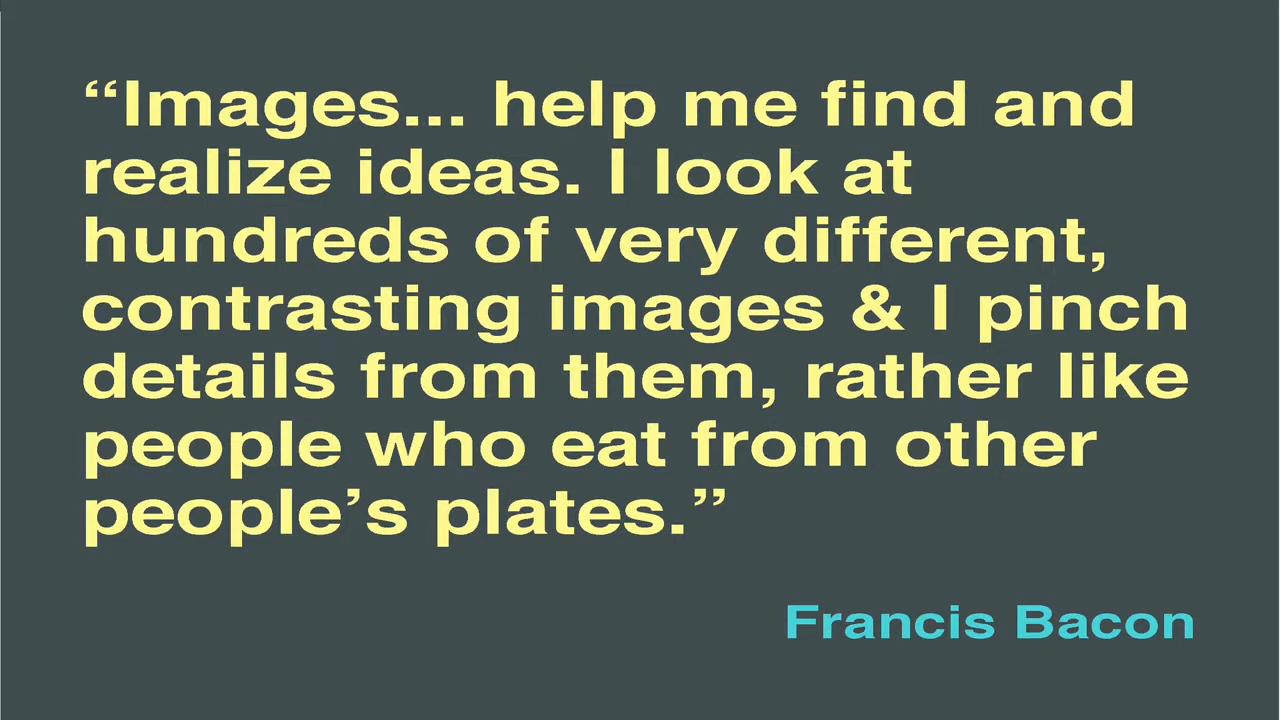 “Images... help me find and
realize ideas. I look at
hundreds of very different,
contrasting images & I pinch
details from them, rather like
people who eat from other
people’s plates.”
Francis Bacon